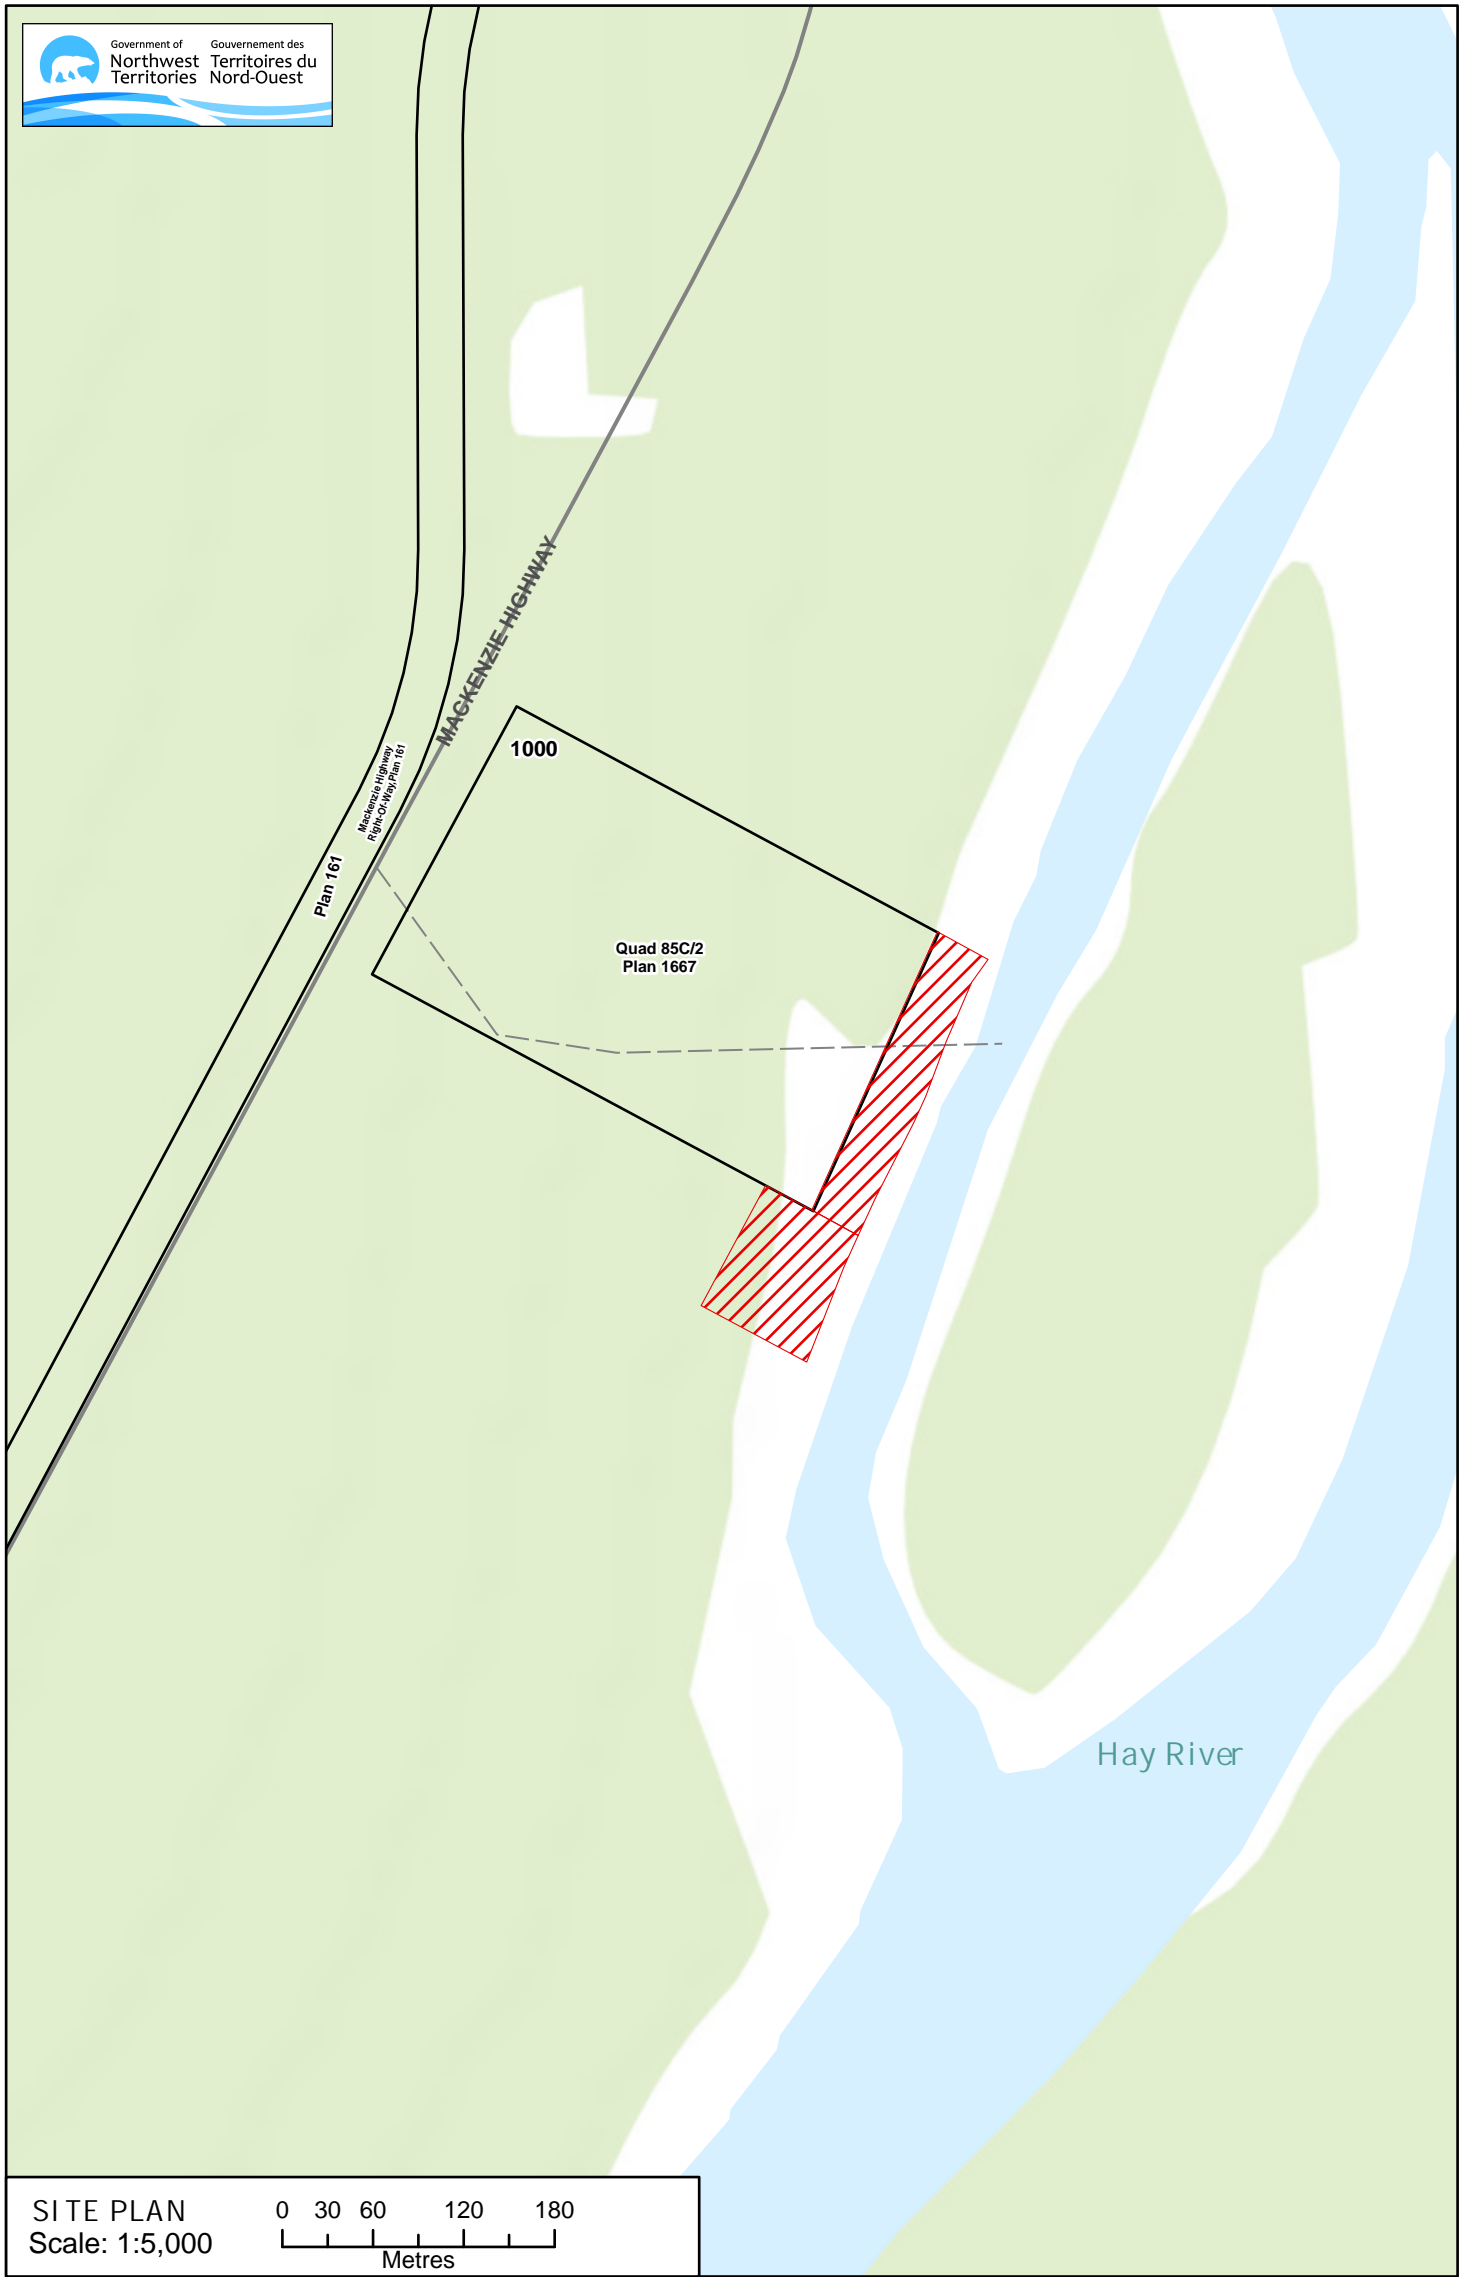 Government of
Northwest
Territories
Gouvernement des
Territoires du
Nord-Ouest
MACKENZIE HIGHWAY
1000
Mackenzie Highway
Right-Of-Way,Plan 161
Plan 161
Quad 85C/2
Plan 1667
Hay River
SITE PLAN
Scale: 1:5,000
0 30 60 120 180
Metres